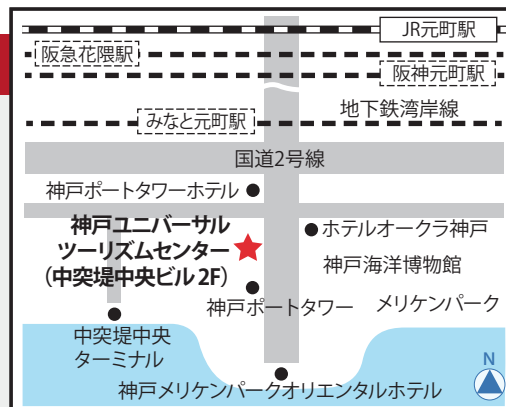 JR元町駅
阪急花隈駅
阪神元町駅
地下鉄湾岸線
みなと元町駅
国道2号線
神戸ポートタワーホテル
神戸ユニバーサル
ツーリズムセンター
(中突堤中央ビル 2F)
ホテルオークラ神戸
神戸海洋博物館
神戸ポートタワー
メリケンパーク
中突堤中央
ターミナル
神戸メリケンパークオリエンタルホテル
N